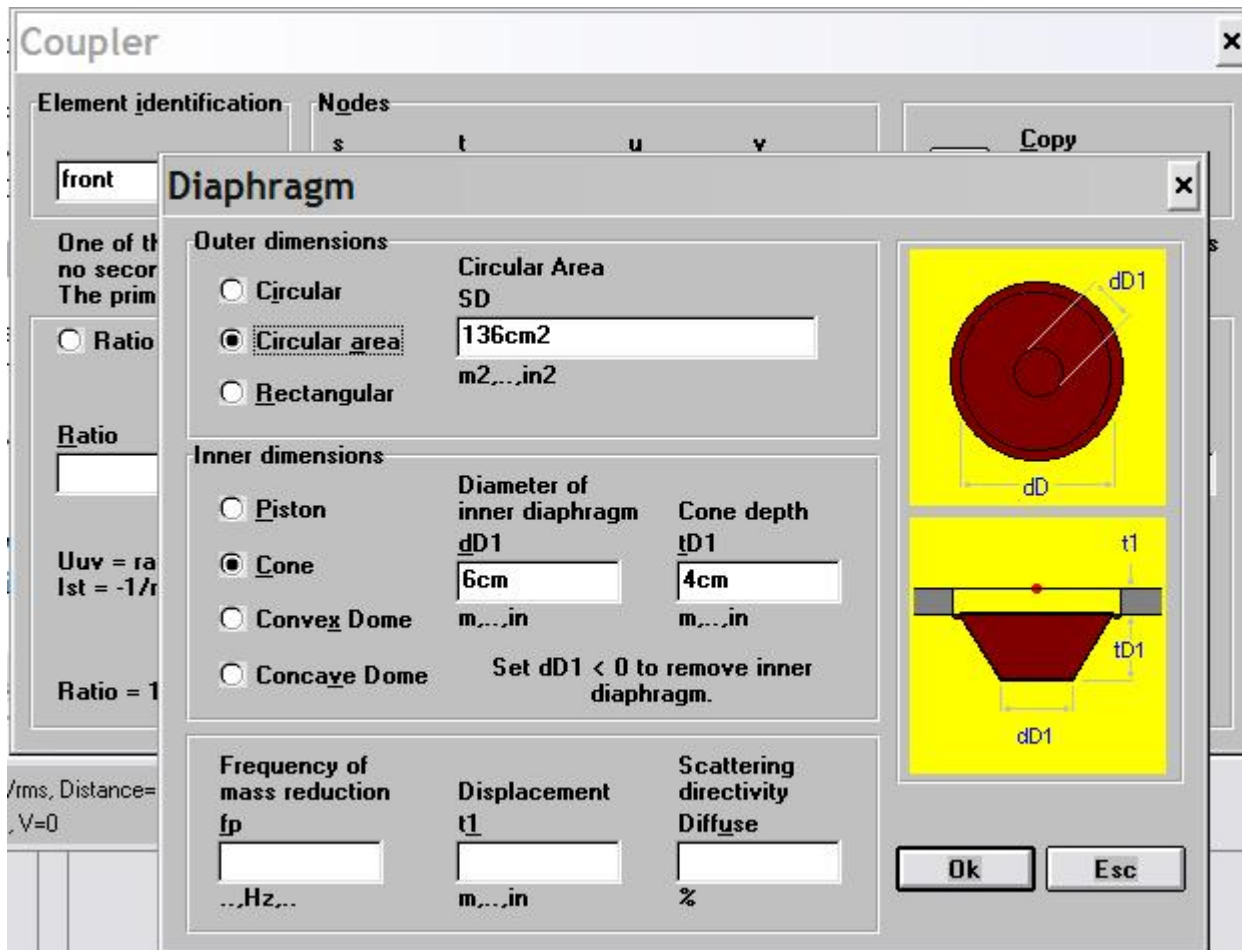 Coupler
Element identification
Nodes
s t u v
Copy
front
Diaphragm
One of th
no secor
The prim
s
Outer dimensions
Circular
Circular area
Rectangular
Circular Area
SD
136cm2
m2,..,in2
dD1
dD
Ratio
Ratio
Inner dimensions
Piston
Cone
Convex Dome
Concave Dome
Diameter of
inner diaphragm
dD1
6cm
m,..,in
Cone depth
tD1
4cm
m,..,in
Set dD1 < 0 to remove inner
diaphragm.
t1
tD1
dD1
Uuv = ra
Ist = -1/r
Ratio = 1
Frequency of
mass reduction
fp
..,Hz,..
Displacement
t1
m,..,in
Scattering
directivity
Diffuse
%
Ok
Esc
/rms, Distance=
, V=0